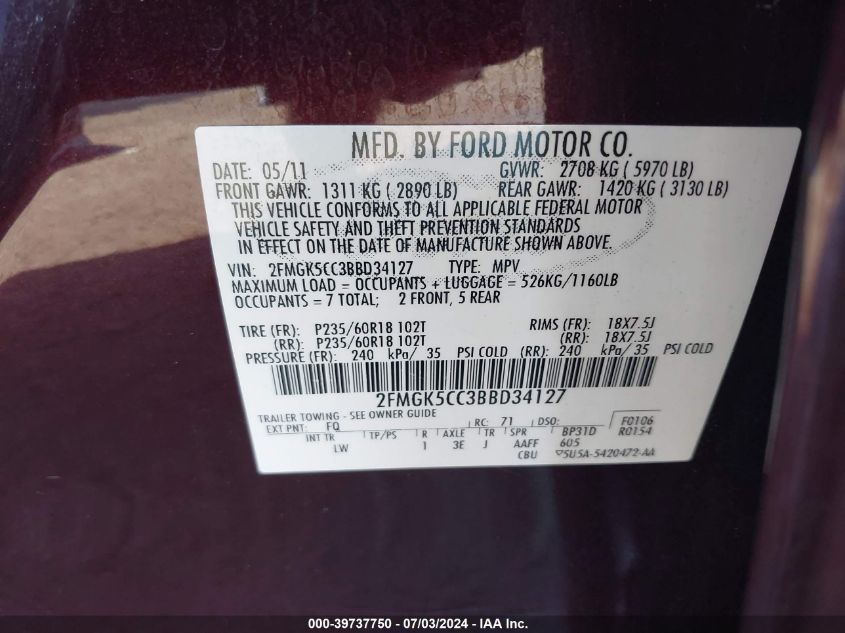 MFD. BY FORD MOTOR CO.
DATE: 05/11 GVWR: 2708 KG ( 5970 LB)
FRONT GAWR: 1311 KG ( 2890 LB) REAR GAWR: 1420 KG ( 3130 LB)
THIS VEHICLE CONFORMS TO ALL APPLICABLE FEDERAL MOTOR
VEHICLE SAFETY AND THEFT PREVENTION STANDARDS
IN EFFECT ON THE DATE OF MANUFACTURE SHOWN ABOVE.
VIN: 2FMGK5CC3BBD34127 TYPE: MPV
MAXIMUM LOAD = OCCUPANTS + LUGGAGE = 526KG/1160LB
OCCUPANTS = 7 TOTAL; 2 FRONT, 5 REAR
TIRE (FR): P235/60R18 102T RIMS (FR): 18X7.5J
(RR): P235/60R18 102T (RR): 18X7.5J
PRESSURE (FR): 240 kPa/ 35 PSI COLD (RR): 240 kPa/ 35 PSI COLD
2FMGK5CC3BBD34127
TRAILER TOWING - SEE OWNER GUIDE
EXT PNT: FQ RC: 71 DSO: F0106
INT TR TP/PS R AXLE TR SPR BP31D R0154
LW 1 3E J AAFF 605
CBU 5U5A-5420472-AA
000-39737750 / 07/03/2024 - IAA Inc.